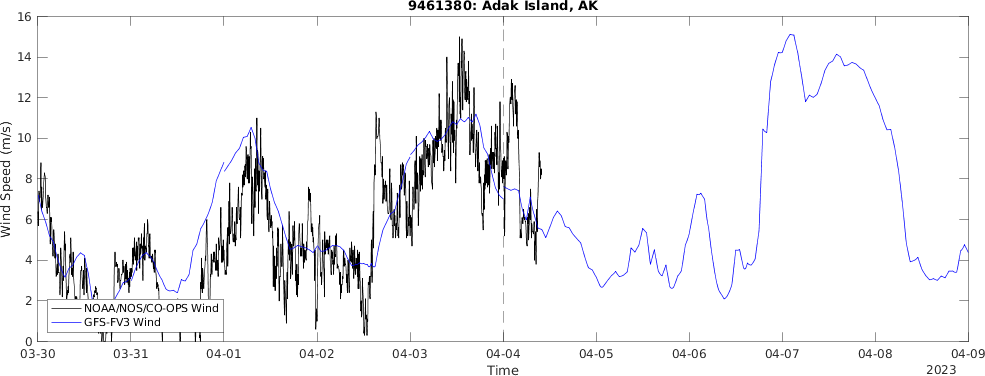 9461380: Adak Island, AK
Wind Speed (m/s)
16
14
12
10
8
6
4
2
0
NOAA/NOS/CO-OPS Wind
GFS-FV3 Wind
03-30 03-31 04-01 04-02 04-03 04-04 04-05 04-06 04-07 04-08 04-09
Time
2023